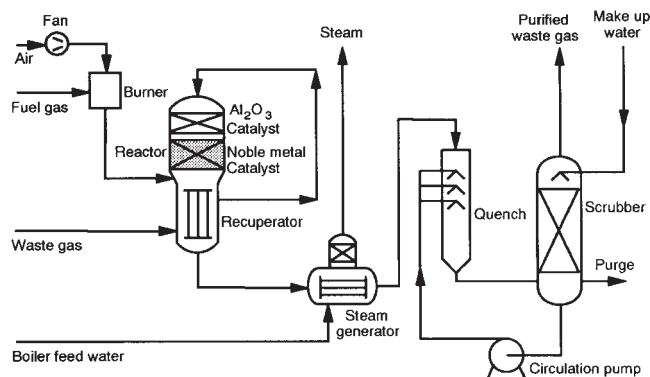 Fan
Air
Fuel gas
Burner
Reactor
Al₂O₃
Catalyst
Noble metal
Catalyst
Recuperator
Waste gas
Boiler feed water
Steam
Steam
generator
Quench
Purified
waste gas
Make up
water
Scrubber
Purge
Circulation pump